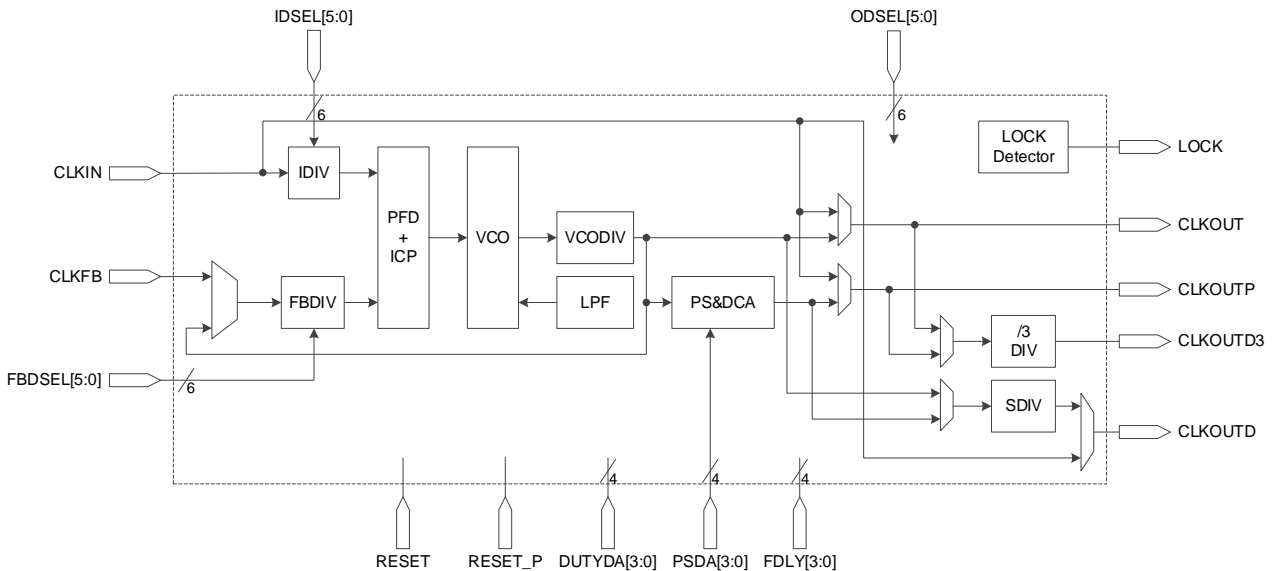 IDSEL[5:0]
ODSEL[5:0]
6
6
CLKIN
IDIV
LOCK
Detector
LOCK
PFD
+
ICP
VCO
VCODIV
CLKOUT
CLKFB
FBDIV
LPF
PS&DCA
CLKOUTP
/3
DIV
CLKOUTD3
FBDSEL[5:0]
6
SDIV
CLKOUTD
4
4
4
RESET
RESET_P
DUTYDA[3:0]
PSDA[3:0]
FDLY[3:0]